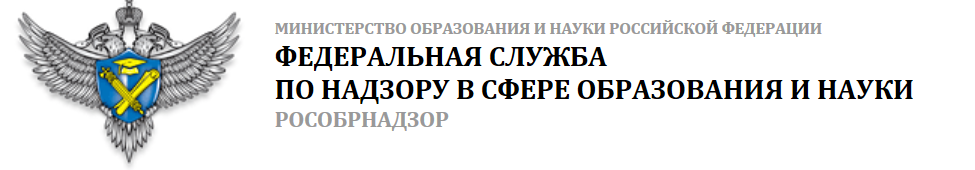 МИНИСТЕРСТВО ОБРАЗОВАНИЯ И НАУКИ РОССИЙСКОЙ ФЕДЕРАЦИИ
ФЕДЕРАЛЬНАЯ СЛУЖБА
ПО НАДЗОРУ В СФЕРЕ ОБРАЗОВАНИЯ И НАУКИ
РОСОБРНАДЗОР